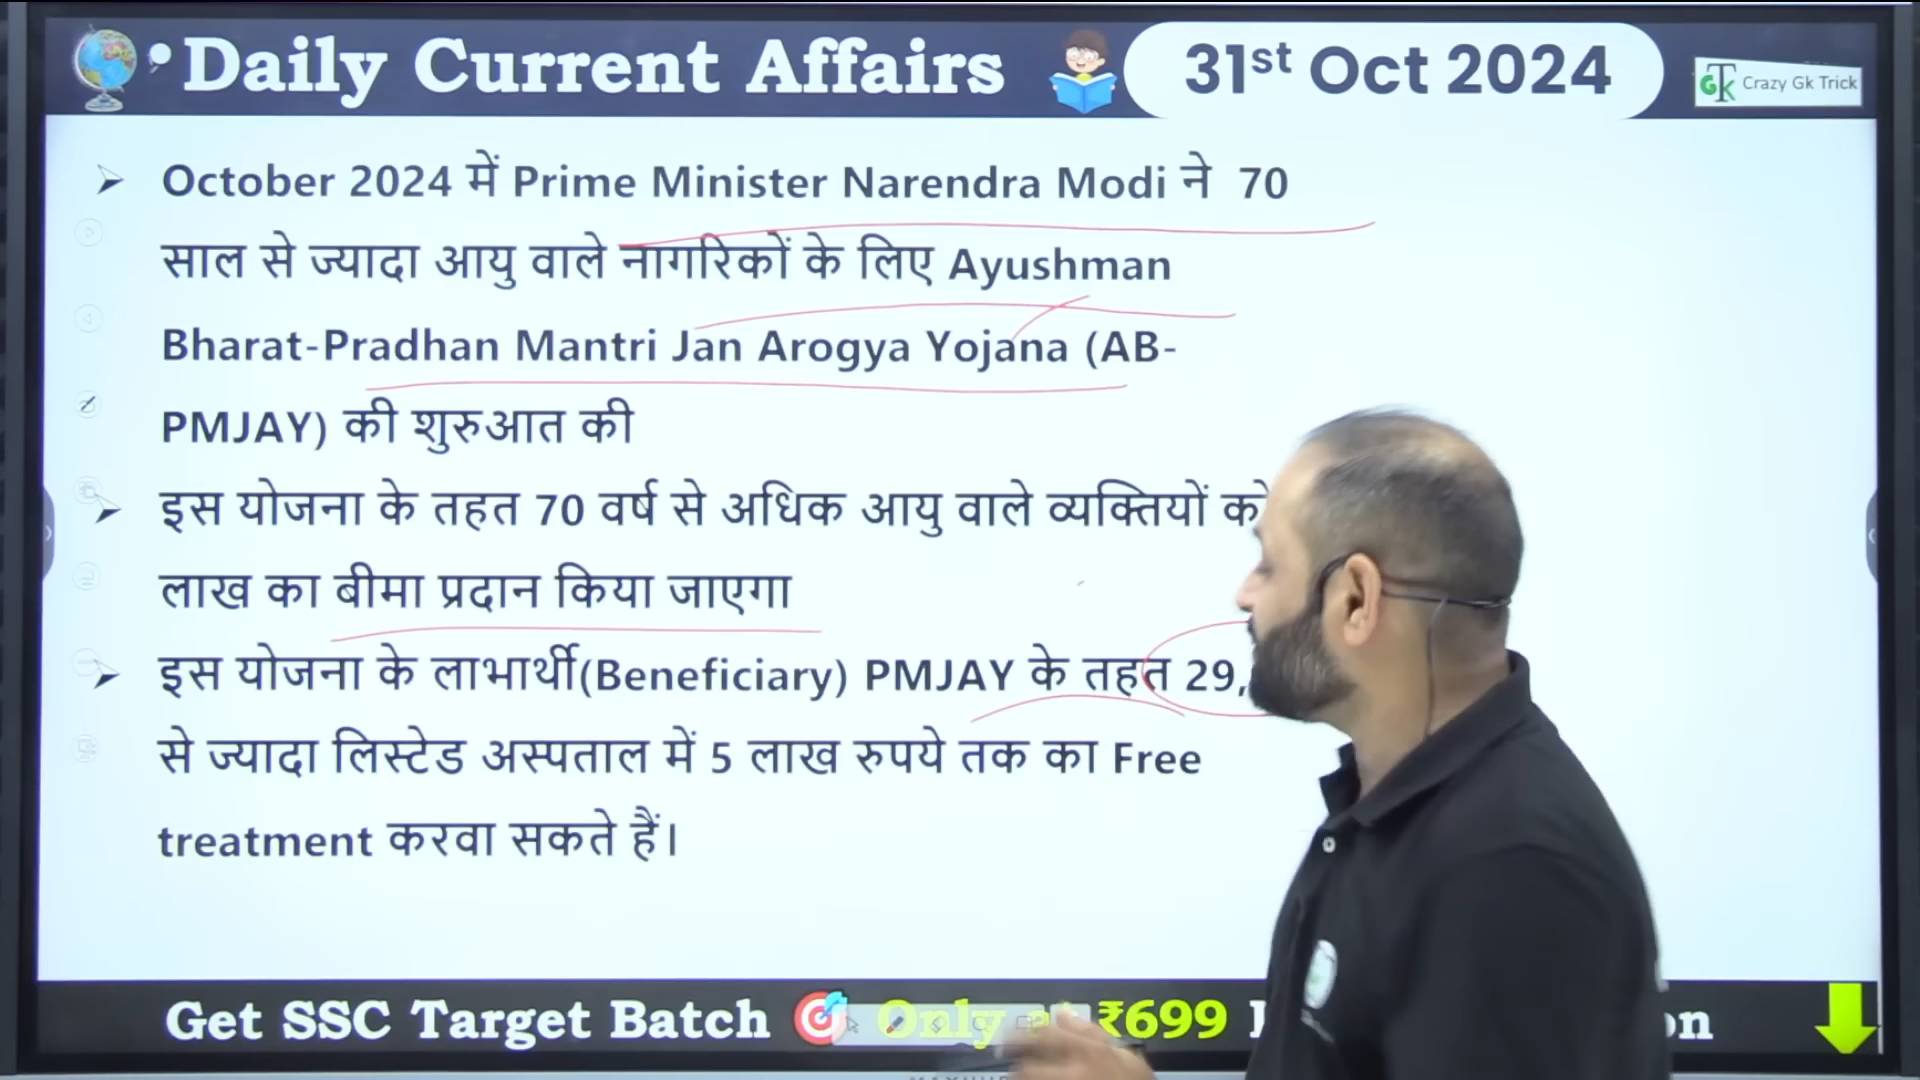 Daily Current Affairs
31st Oct 2024
GTK Crazy Gk Trick
➤ October 2024 में Prime Minister Narendra Modi ने 70
साल से ज्यादा आयु वाले नागरिकों के लिए Ayushman
Bharat-Pradhan Mantri Jan Arogya Yojana (AB-
PMJAY) की शुरुआत की
➤ इस योजना के तहत 70 वर्ष से अधिक आयु वाले व्यक्तियों को
लाख का बीमा प्रदान किया जाएगा
➤ इस योजना के लाभार्थी(Beneficiary) PMJAY के तहत 29,
से ज्यादा लिस्टेड अस्पताल में 5 लाख रुपये तक का Free
treatment करवा सकते हैं।
Get SSC Target Batch Only ₹699